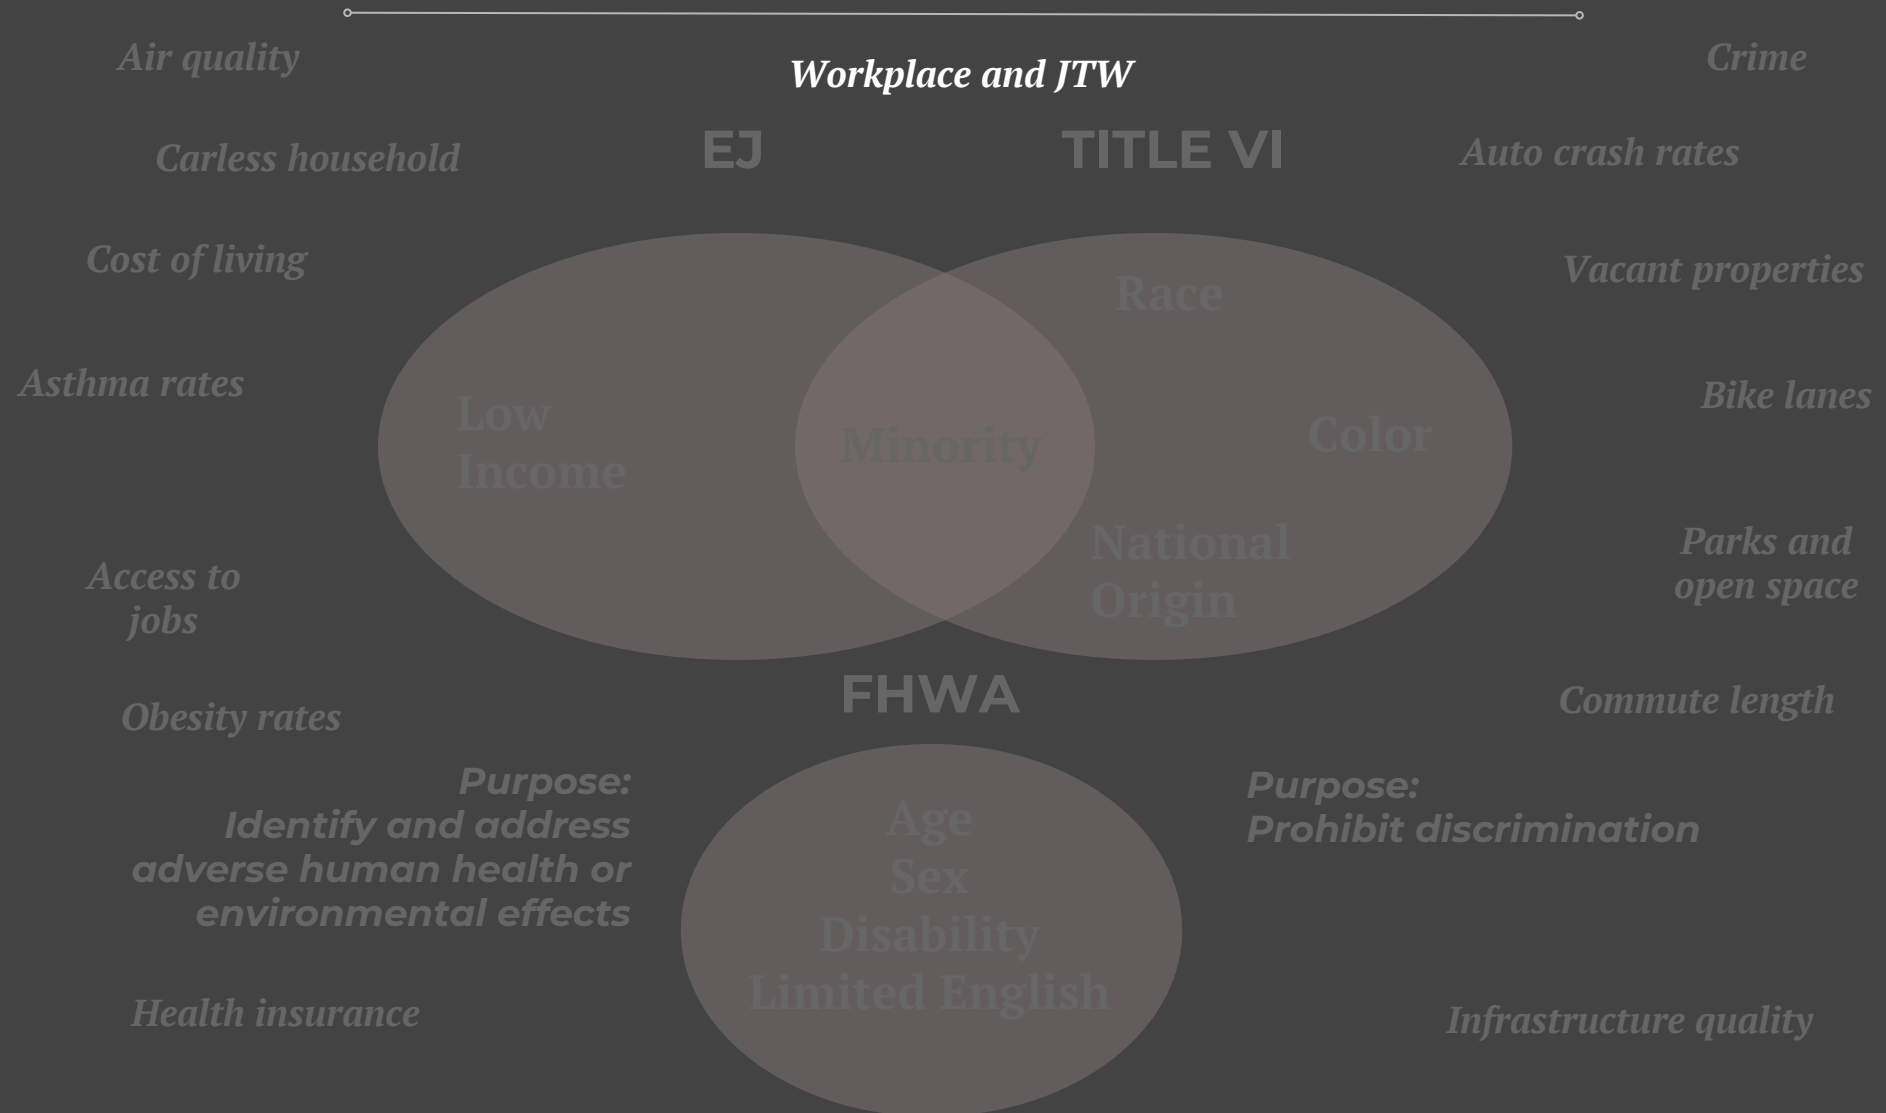 Air quality
Crime
Workplace and JTW
EJ
TITLE VI
Carless household
Auto crash rates
Cost of living
Vacant properties
Race
Asthma rates
Bike lanes
Low
Income
Minority
Color
National
Origin
Parks and
open space
Access to
jobs
FHWA
Obesity rates
Commute length
Purpose:
Identify and address
adverse human health or
environmental effects
Purpose:
Prohibit discrimination
Age
Sex
Disability
Limited English
Health insurance
Infrastructure quality